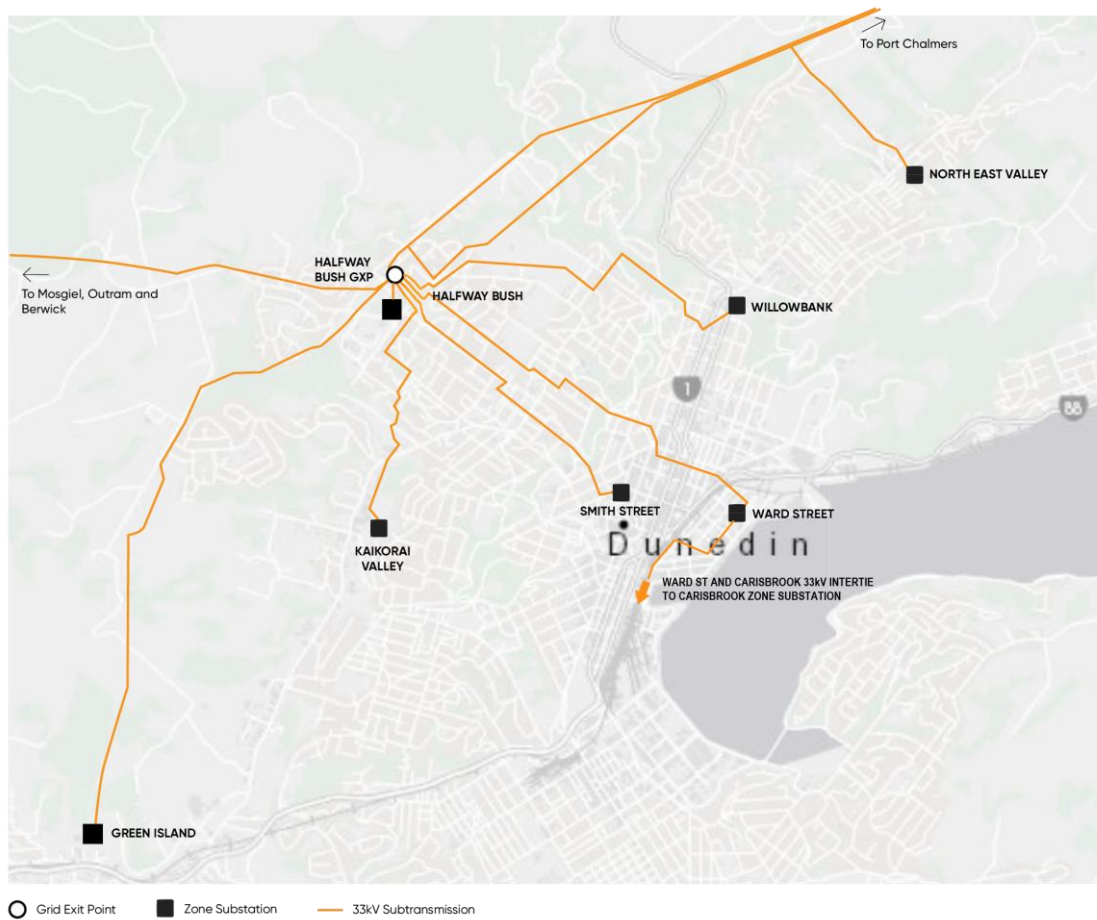 To Port Chalmers
NORTH EAST VALLEY
HALFWAY
BUSH GXP
To Mosgiel, Outram and
Berwick
HALFWAY BUSH
WILLOWBANK
1
88
SMITH STREET
WARD STREET
Dunedin
KAIKORAI
VALLEY
WARD ST AND CARISBROOK 33kV INTERTIE
TO CARISBROOK ZONE SUBSTATION
GREEN ISLAND
Grid Exit Point
Zone Substation
33kV Subtransmission